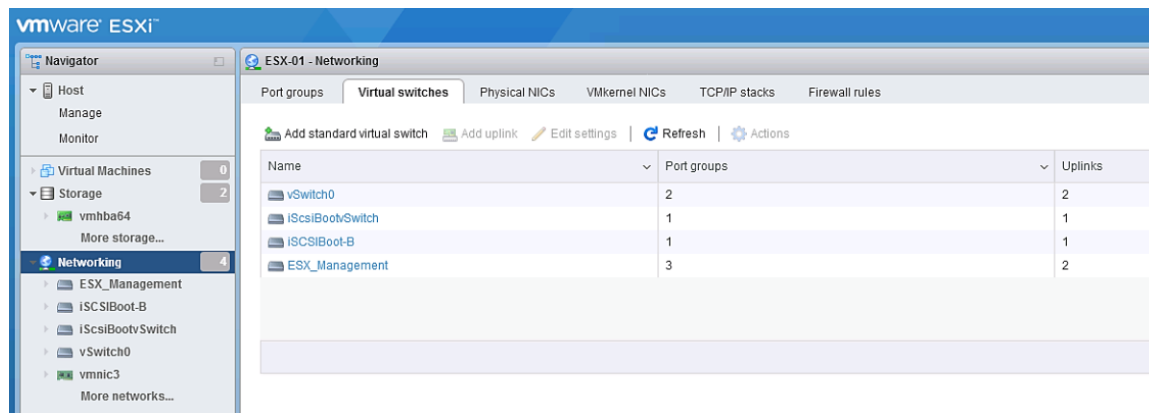 vmware ESXi™
Navigator
ESX-01 - Networking
Host
Manage
Monitor
Virtual Machines 0
Storage 2
vmhba64
More storage...
Networking 4
ESX_Management
iSCSIBoot-B
iScsiBootvSwitch
vSwitch0
vmnic3
More networks...
Port groups Virtual switches Physical NICs VMkernel NICs TCP/IP stacks Firewall rules
Add standard virtual switch Add uplink Edit settings Refresh Actions
Name Port groups Uplinks
vSwitch0 2 2
iScsiBootvSwitch 1 1
iSCSIBoot-B 1 1
ESX_Management 3 2